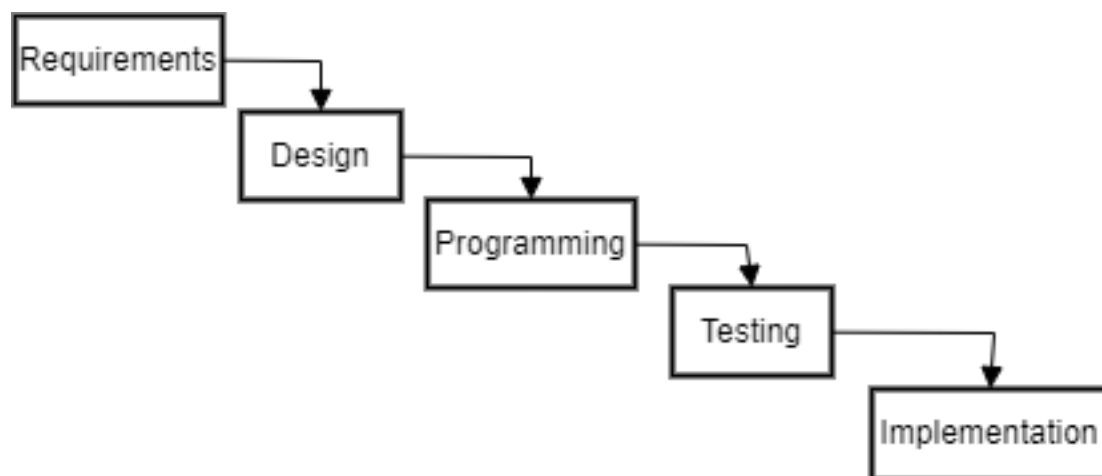 Requirements
Design
Programming
Testing
Implementation